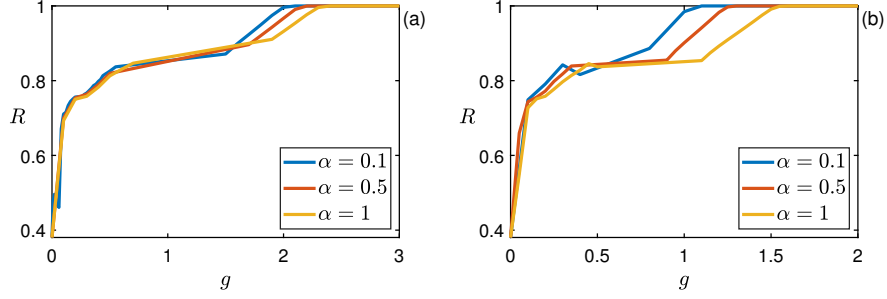 (a)
1
0.8
R
0.6
0.4
α = 0.1
α = 0.5
α = 1
0 1 2 3
g
(b)
1
0.8
R
0.6
0.4
α = 0.1
α = 0.5
α = 1
0 0.5 1 1.5 2
g